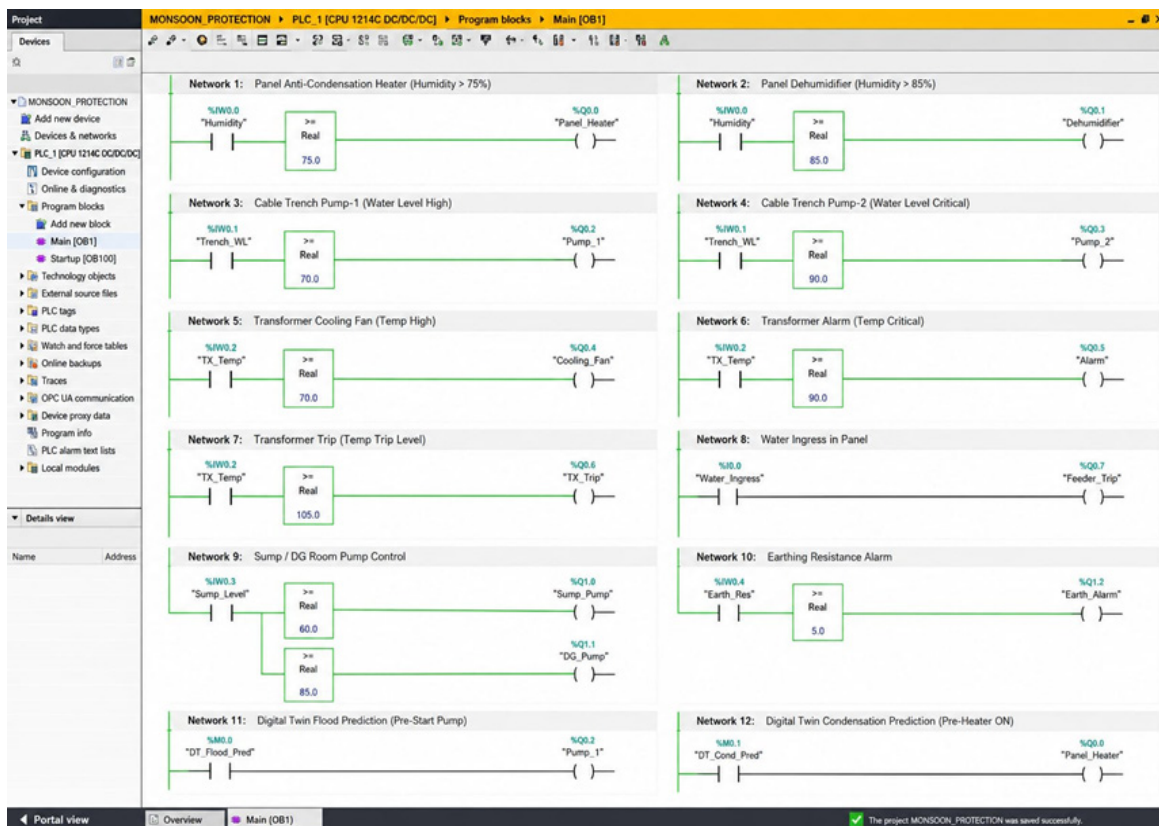 Project
MONSOON_PROTECTION ▸ PLC_1 [CPU 1214C DC/DC/DC] ▸ Program blocks ▸ Main [OB1]
Devices
MONSOON_PROTECTION
Add new device
Devices & networks
PLC_1 [CPU 1214C DC/DC/DC]
Device configuration
Online & diagnostics
Program blocks
Add new block
Main [OB1]
Startup [OB100]
Technology objects
External source files
PLC tags
PLC data types
Watch and force tables
Online backups
Traces
OPC UA communication
Device proxy data
Program info
PLC alarm text lists
Local modules
Details view
Name Address
Network 1: Panel Anti-Condensation Heater (Humidity > 75%)
%IW0.0
"Humidity"
>=
Real
75.0
%Q0.0
"Panel_Heater"
Network 2: Panel Dehumidifier (Humidity > 85%)
%IW0.0
"Humidity"
>=
Real
85.0
%Q0.1
"Dehumidifier"
Network 3: Cable Trench Pump-1 (Water Level High)
%IW0.1
"Trench_WL"
>=
Real
70.0
%Q0.2
"Pump_1"
Network 4: Cable Trench Pump-2 (Water Level Critical)
%IW0.1
"Trench_WL"
>=
Real
90.0
%Q0.3
"Pump_2"
Network 5: Transformer Cooling Fan (Temp High)
%IW0.2
"TX_Temp"
>=
Real
70.0
%Q0.4
"Cooling_Fan"
Network 6: Transformer Alarm (Temp Critical)
%IW0.2
"TX_Temp"
>=
Real
90.0
%Q0.5
"Alarm"
Network 7: Transformer Trip (Temp Trip Level)
%IW0.2
"TX_Temp"
>=
Real
105.0
%Q0.6
"TX_Trip"
Network 8: Water Ingress in Panel
%I0.0
"Water_Ingress"
%Q0.7
"Feeder_Trip"
Network 9: Sump / DG Room Pump Control
%IW0.3
"Sump_Level"
>=
Real
60.0
%Q1.0
"Sump_Pump"
>=
Real
85.0
%Q1.1
"DG_Pump"
Network 10: Earthing Resistance Alarm
%IW0.4
"Earth_Res"
>=
Real
5.0
%Q1.2
"Earth_Alarm"
Network 11: Digital Twin Flood Prediction (Pre-Start Pump)
%M0.0
"DT_Flood_Pred"
%Q0.2
"Pump_1"
Network 12: Digital Twin Condensation Prediction (Pre-Heater ON)
%M0.1
"DT_Cond_Pred"
%Q0.0
"Panel_Heater"
Portal view
Overview
Main (OB1)
The project MONSOON_PROTECTION was saved successfully.